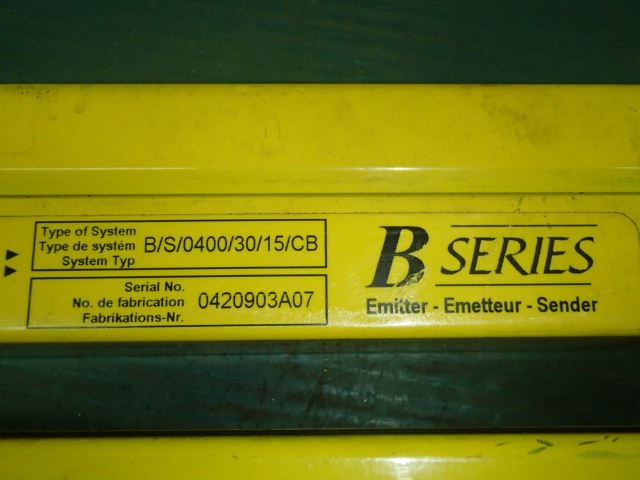 Type of System
Type de systém B/S/0400/30/15/CB
System Typ
Serial No.
No. de fabrication 0420903A07
Fabrikations-Nr.
B SERIES
Emitter - Emetteur - Sender